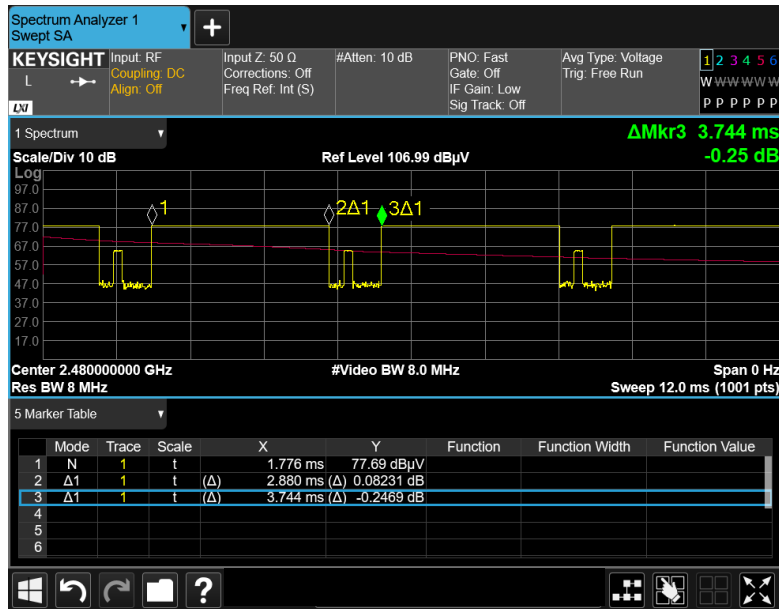 Spectrum Analyzer 1
Swept SA
+
KEYSIGHT
L
LXI
Input: RF
Coupling: DC
Align: Off
Input Z: 50 Ω
Corrections: Off
Freq Ref: Int (S)
#Atten: 10 dB
PNO: Fast
Gate: Off
IF Gain: Low
Sig Track: Off
Avg Type: Voltage
Trig: Free Run
1 2 3 4 5 6
W W W W W W
P P P P P P
1 Spectrum
ΔMkr3 3.744 ms
-0.25 dB
Scale/Div 10 dB
Ref Level 106.99 dBµV
Log
97.0
87.0
77.0
67.0
57.0
47.0
37.0
27.0
17.0
1
2Δ1
3Δ1
Center 2.480000000 GHz
#Video BW 8.0 MHz
Span 0 Hz
Res BW 8 MHz
Sweep 12.0 ms (1001 pts)
5 Marker Table
Mode Trace Scale X Y Function Function Width Function Value
1 N 1 t 1.776 ms 77.69 dBµV
2 Δ1 1 t (Δ) 2.880 ms (Δ) 0.08231 dB
3 Δ1 1 t (Δ) 3.744 ms (Δ) -0.2469 dB
4
5
6
?